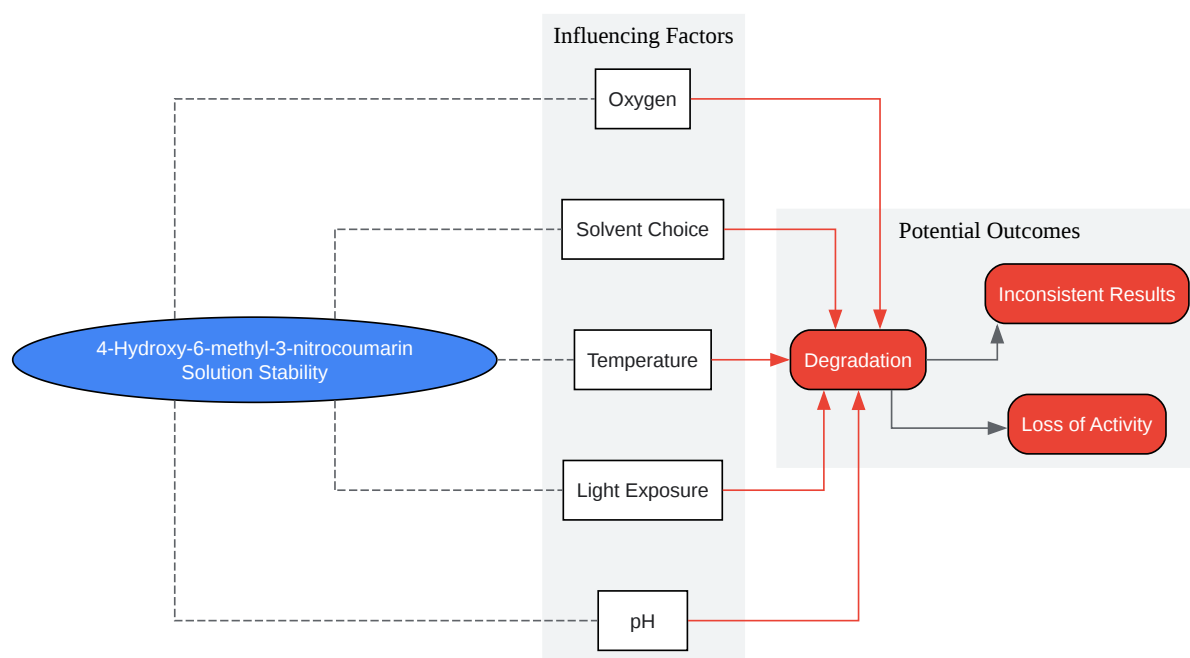 Influencing Factors
Oxygen
Solvent Choice
Potential Outcomes
Inconsistent Results
4-Hydroxy-6-methyl-3-nitrocoumarin
Solution Stability
Temperature
Degradation
Loss of Activity
Light Exposure
pH